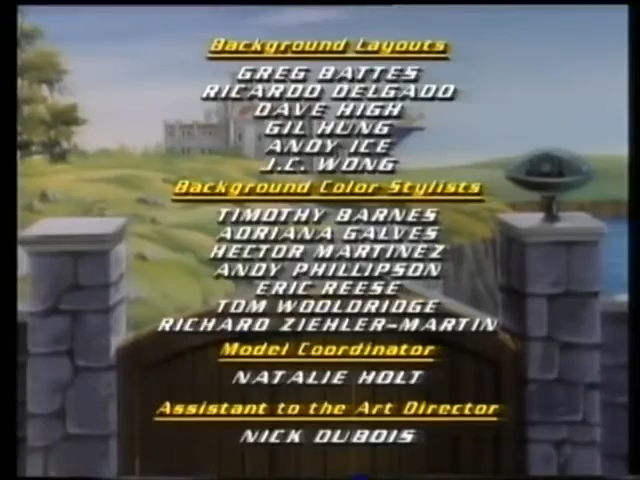 Background Layouts
GREG BATTES
RICARDO DELGADO
DAVE HIGH
GIL HUNG
ANDY ICE
J.C. WONG
Background Color Stylists
TIMOTHY BARNES
ADRIANA GALVES
HECTOR MARTINEZ
ANDY PHILLIPSON
ERIC REESE
TOM WOOLDRIDGE
RICHARD ZIEHLER-MARTIN
Model Coordinator
NATALIE HOLT
Assistant to the Art Director
NICK DUBOIS